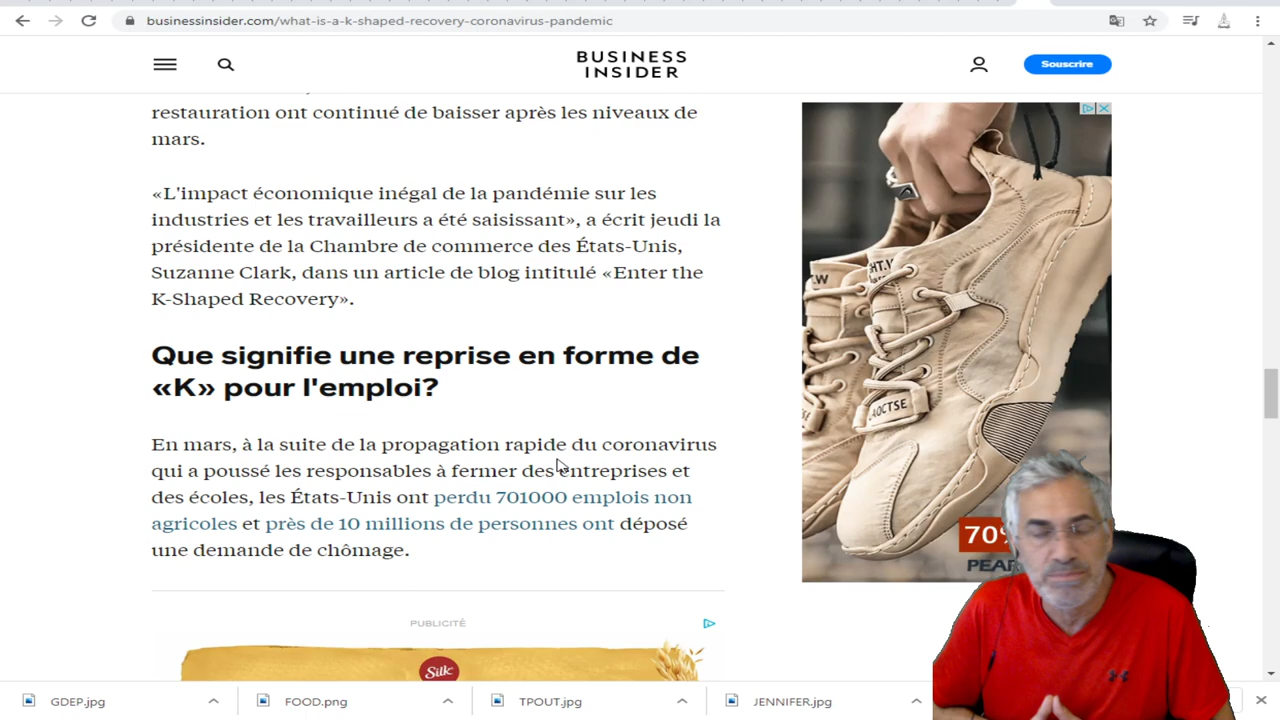 businessinsider.com/what-is-a-k-shaped-recovery-coronavirus-pandemic
BUSINESS
INSIDER
Souscrire
restauration ont continué de baisser après les niveaux de
mars.
«L'impact économique inégal de la pandémie sur les
industries et les travailleurs a été saisissant», a écrit jeudi la
présidente de la Chambre de commerce des États-Unis,
Suzanne Clark, dans un article de blog intitulé «Enter the
K-Shaped Recovery».
Que signifie une reprise en forme de
«K» pour l'emploi?
En mars, à la suite de la propagation rapide du coronavirus
qui a poussé les responsables à fermer des entreprises et
des écoles, les États-Unis ont perdu 701000 emplois non
agricoles et près de 10 millions de personnes ont déposé
une demande de chômage.
PUBLICITÉ
Silk
GDEP.jpg
FOOD.png
TPOUT.jpg
JENNIFER.jpg